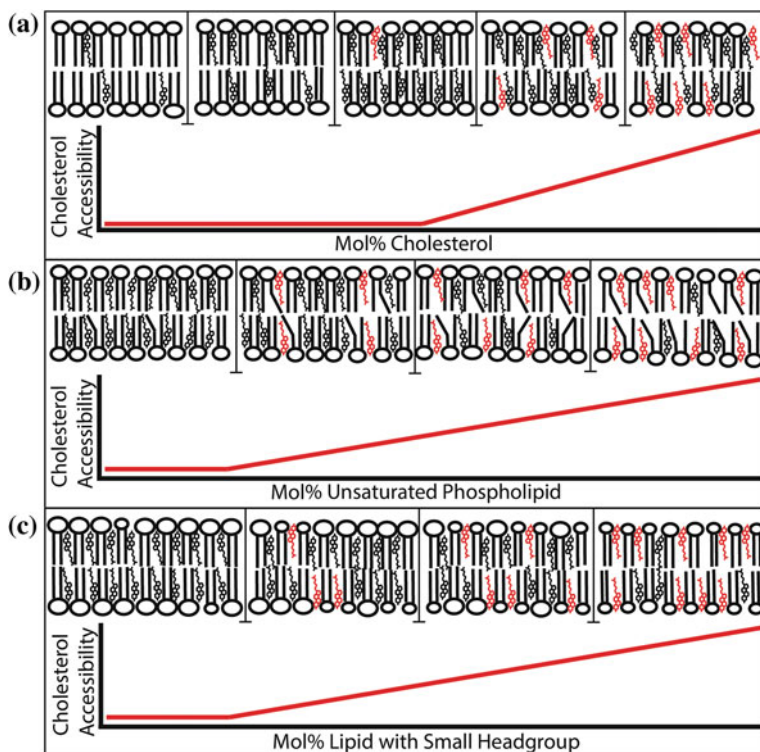 (a)
Cholesterol
Accessibility
Mol% Cholesterol
(b)
Cholesterol
Accessibility
Mol% Unsaturated Phospholipid
(c)
Cholesterol
Accessibility
Mol% Lipid with Small Headgroup